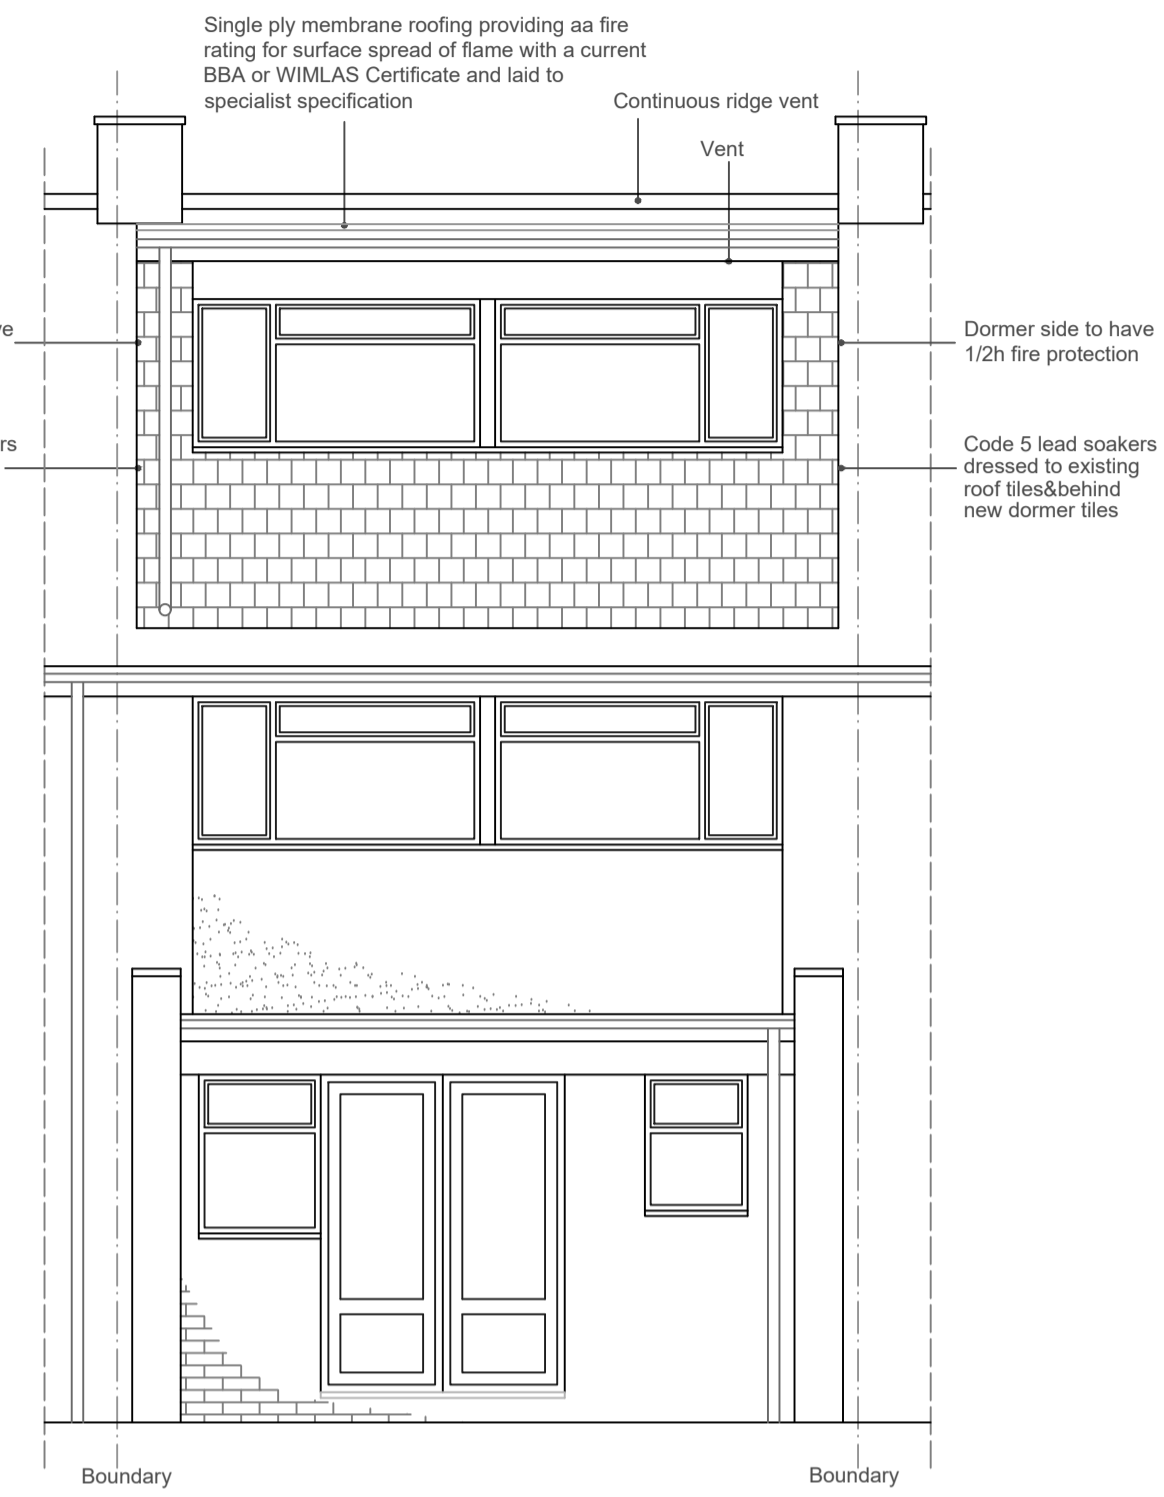 Single ply membrane roofing providing aa fire
rating for surface spread of flame with a current
BBA or WIMLAS Certificate and laid to
specialist specification
Continuous ridge vent
Vent
ve
rs
Dormer side to have
1/2h fire protection
Code 5 lead soakers
dressed to existing
roof tiles&behind
new dormer tiles
Boundary
Boundary